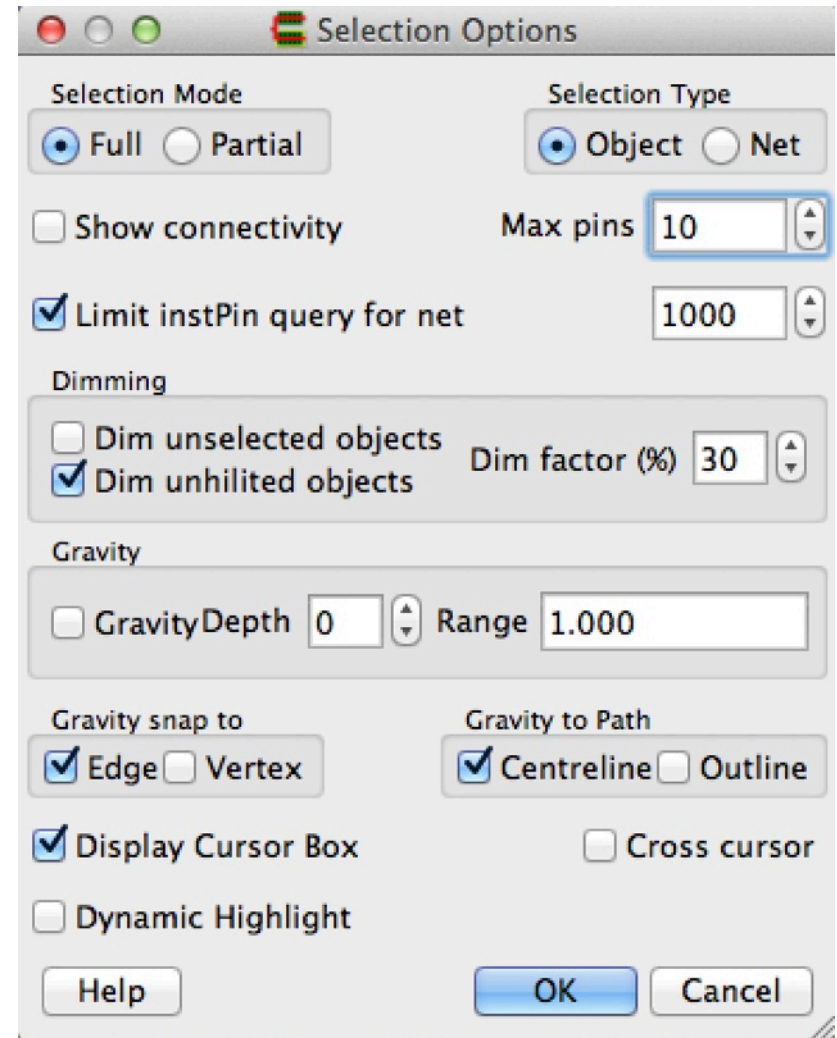 Selection Options
Selection Mode Selection Type
Full Partial Object Net
Show connectivity Max pins 10
Limit instPin query for net 1000
Dimming
Dim unselected objects
Dim factor (%) 30
Dim unhilited objects
Gravity
Gravity Depth 0 Range 1.000
Gravity snap to Gravity to Path
Edge Vertex Centreline Outline
Display Cursor Box Cross cursor
Dynamic Highlight
Help OK Cancel